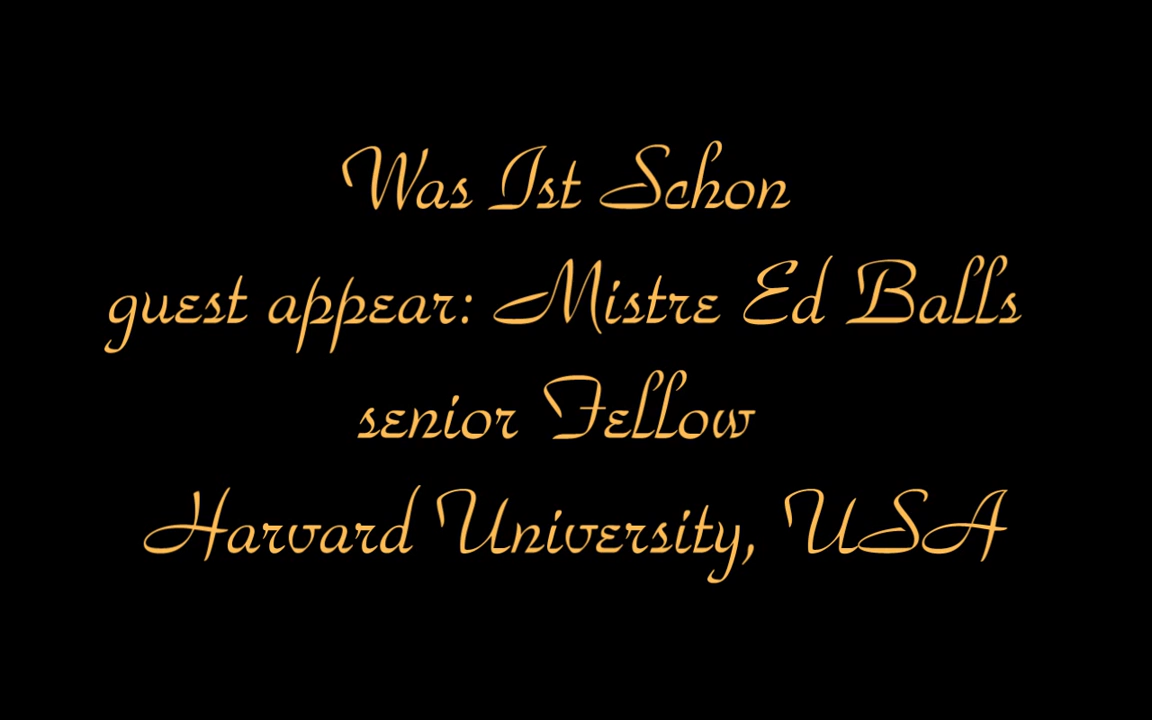 Was Ist Schon
guest appear: Mistre Ed Balls
senior Fellow
Harvard University, USA